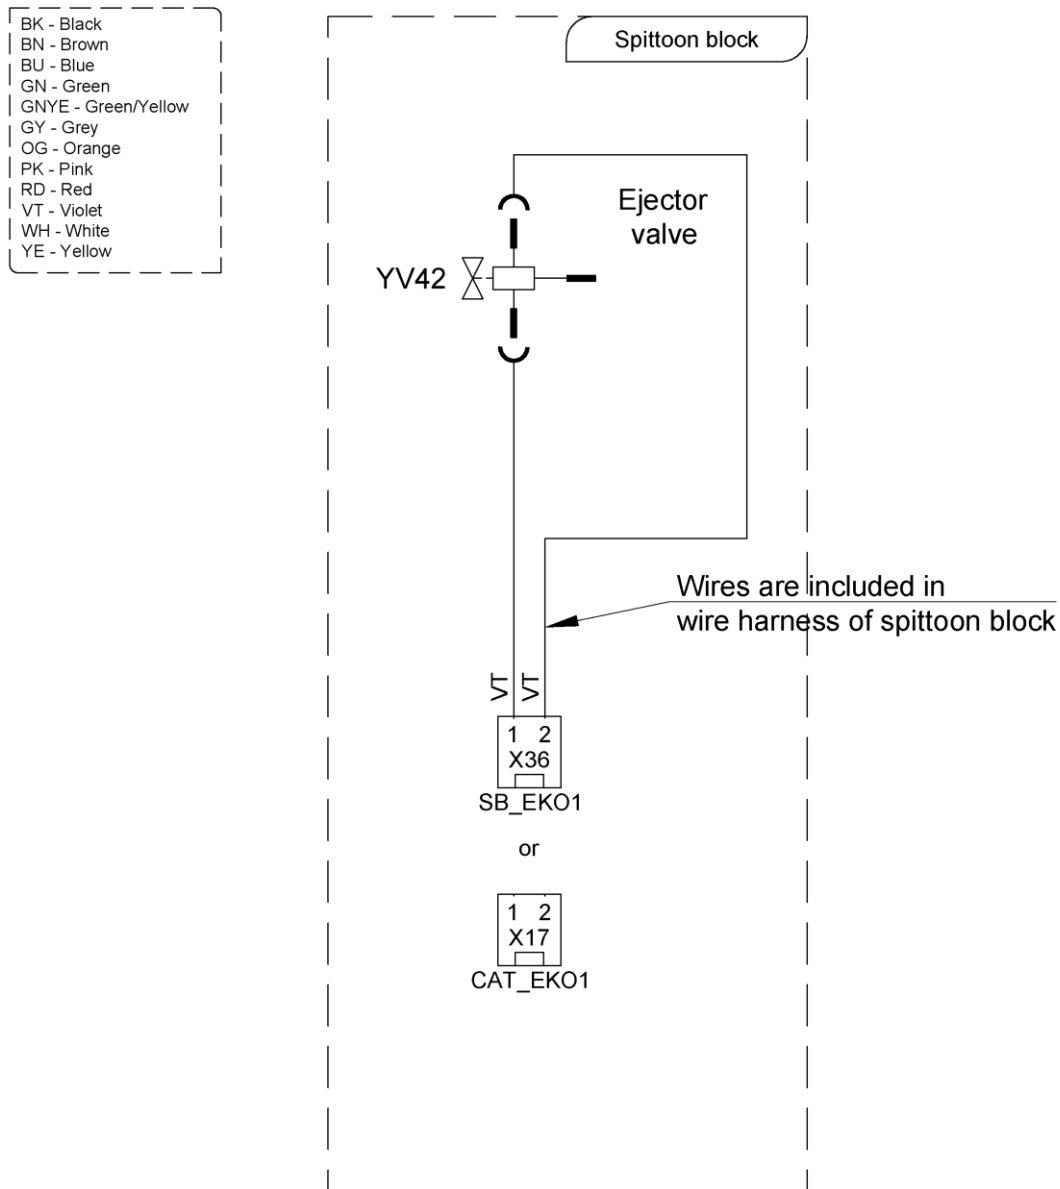 BK - Black
BN - Brown
BU - Blue
GN - Green
GNYE - Green/Yellow
GY - Grey
OG - Orange
PK - Pink
RD - Red
VT - Violet
WH - White
YE - Yellow
Spittoon block
Ejector
valve
YV42
Wires are included in
wire harness of spittoon block
VT VT
1 2
X36
SB_EKO1
or
1 2
X17
CAT_EKO1